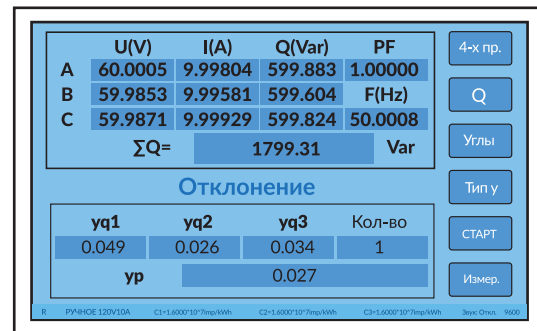 U(V) I(A) Q(Var) PF
A 60.0005 9.99804 599.883 1.00000
B 59.9853 9.99581 599.604 F(Hz)
C 59.9871 9.99929 599.824 50.0008
∑Q= 1799.31 Var
Отклонение
yq1 yq2 yq3 Кол-во
0.049 0.026 0.034 1
yp 0.027
4-х пр.
Q
Углы
Тип у
СТАРТ
Измер.
R РУЧНОЕ 120V10A C1=1.6000*10^7imp/kWh C2=1.6000*10^7imp/kWh C3=1.6000*10^7imp/kWh Звук: Откл. 9600